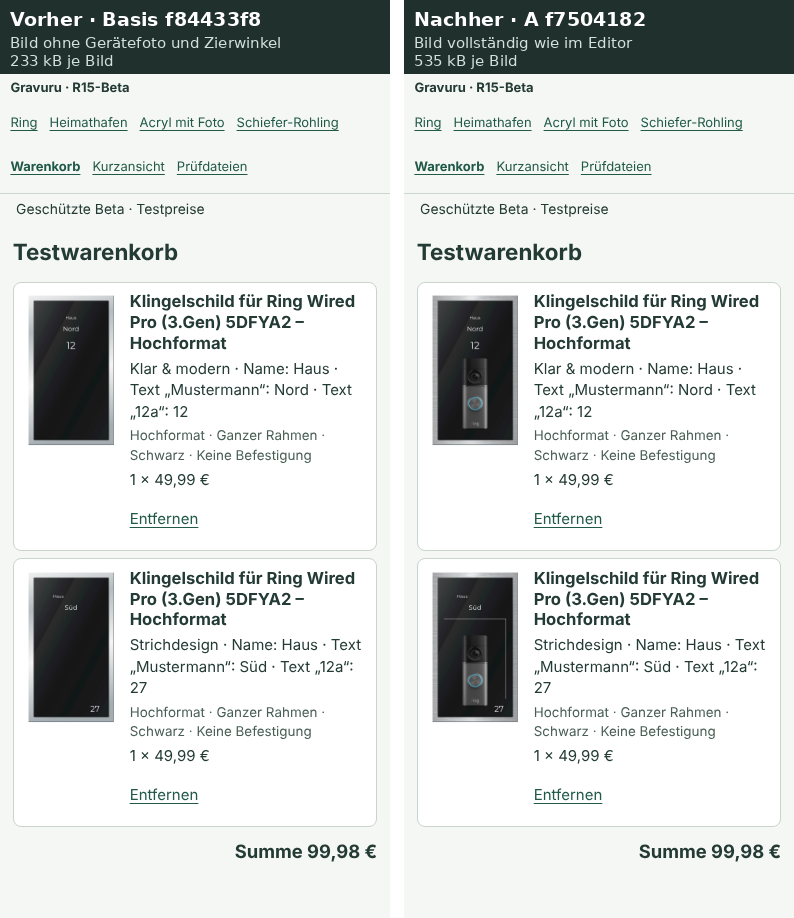 Vorher · Basis f84433f8
Bild ohne Gerätefoto und Zierwinkel
233 kB je Bild
Gravuru · R15-Beta
Ring Heimathafen Acryl mit Foto Schiefer-Rohling
Warenkorb Kurzansicht Prüfdateien
Geschützte Beta · Testpreise
Testwarenkorb
Haus
Nord
12
Klingelschild für Ring Wired
Pro (3.Gen) 5DFYA2 –
Hochformat
Klar & modern · Name: Haus ·
Text „Mustermann“: Nord · Text
„12a“: 12
Hochformat · Ganzer Rahmen ·
Schwarz · Keine Befestigung
1 × 49,99 €
Entfernen
Haus
Süd
27
Klingelschild für Ring Wired
Pro (3.Gen) 5DFYA2 –
Hochformat
Strichdesign · Name: Haus · Text
„Mustermann“: Süd · Text „12a“:
27
Hochformat · Ganzer Rahmen ·
Schwarz · Keine Befestigung
1 × 49,99 €
Entfernen
Summe 99,98 €
Nachher · A f7504182
Bild vollständig wie im Editor
535 kB je Bild
Gravuru · R15-Beta
Ring Heimathafen Acryl mit Foto Schiefer-Rohling
Warenkorb Kurzansicht Prüfdateien
Geschützte Beta · Testpreise
Testwarenkorb
Haus
Nord
12
ring
Klingelschild für Ring Wired
Pro (3.Gen) 5DFYA2 –
Hochformat
Klar & modern · Name: Haus ·
Text „Mustermann“: Nord · Text
„12a“: 12
Hochformat · Ganzer Rahmen ·
Schwarz · Keine Befestigung
1 × 49,99 €
Entfernen
Haus
Süd
ring
27
Klingelschild für Ring Wired
Pro (3.Gen) 5DFYA2 –
Hochformat
Strichdesign · Name: Haus · Text
„Mustermann“: Süd · Text „12a“:
27
Hochformat · Ganzer Rahmen ·
Schwarz · Keine Befestigung
1 × 49,99 €
Entfernen
Summe 99,98 €